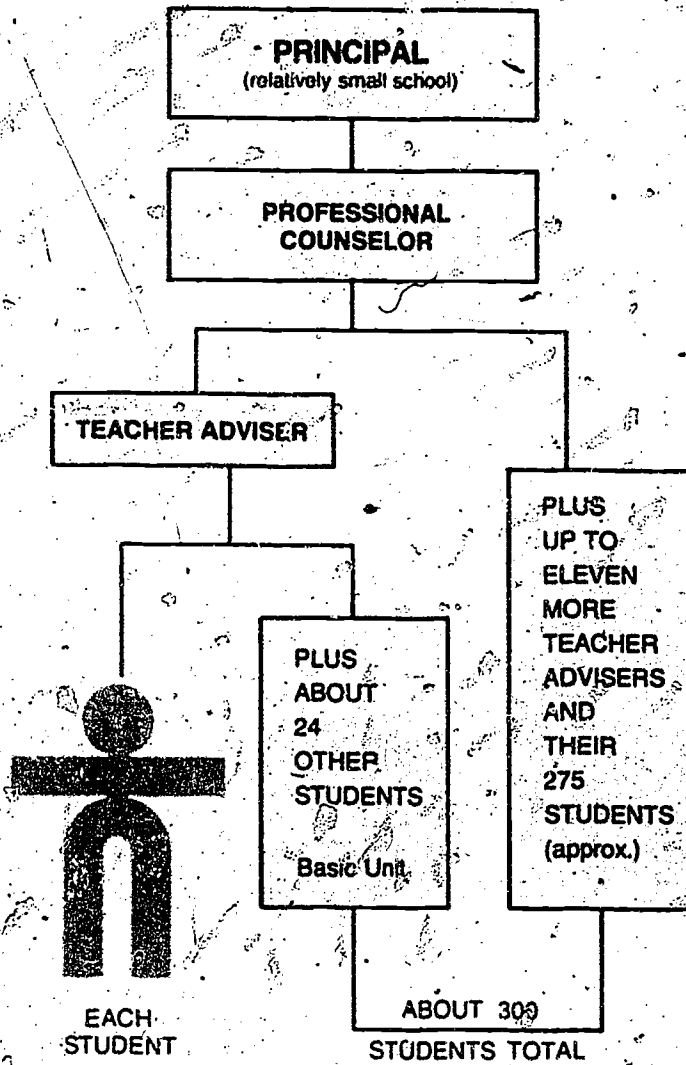 PRINCIPAL
(relatively small school)
PROFESSIONAL
COUNSELOR
TEACHER ADVISER
PLUS
ABOUT
24
OTHER
STUDENTS
Basic Unit
PLUS
UP TO
ELEVEN
MORE
TEACHER
ADVISERS
AND
THEIR
275
STUDENTS
(approx.)
EACH
STUDENT
ABOUT 300
STUDENTS TOTAL